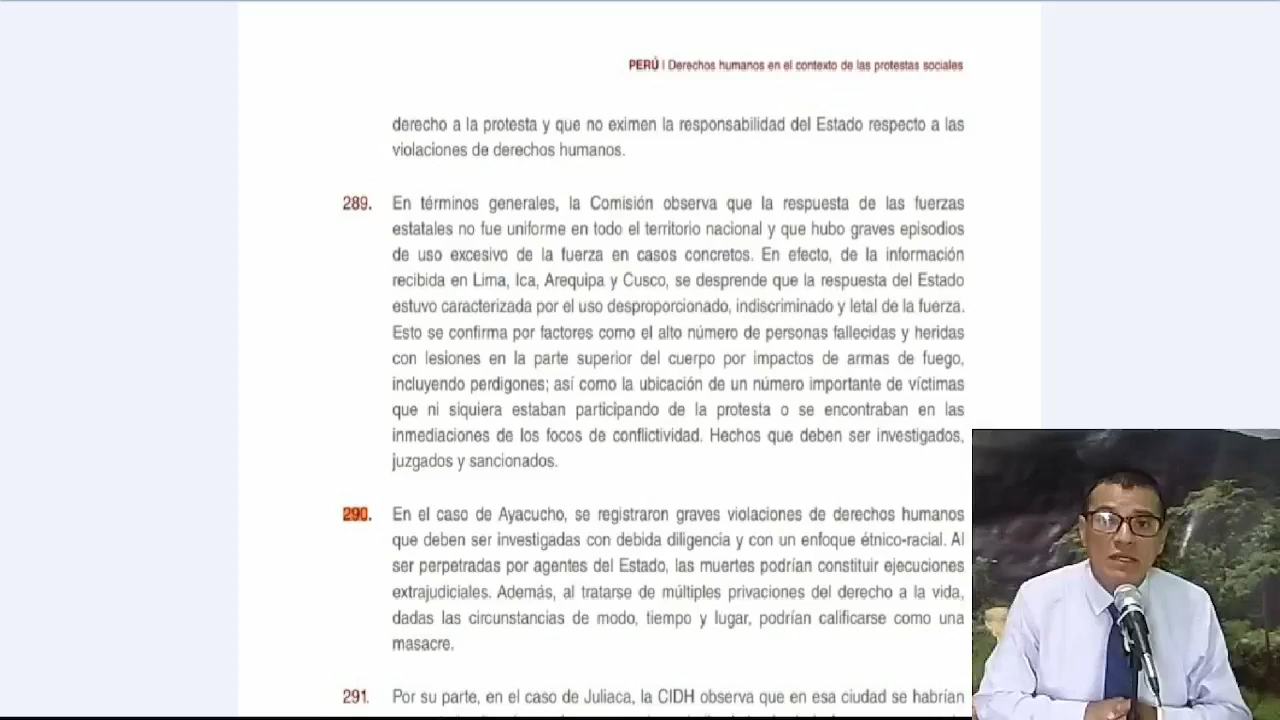 PERÚ | Derechos humanos en el contexto de las protestas sociales
derecho a la protesta y que no eximen la responsabilidad del Estado respecto a las
violaciones de derechos humanos.
289. En términos generales, la Comisión observa que la respuesta de las fuerzas
estatales no fue uniforme en todo el territorio nacional y que hubo graves episodios
de uso excesivo de la fuerza en casos concretos. En efecto, de la información
recibida en Lima, Ica, Arequipa y Cusco, se desprende que la respuesta del Estado
estuvo caracterizada por el uso desproporcionado, indiscriminado y letal de la fuerza.
Esto se confirma por factores como el alto número de personas fallecidas y heridas
con lesiones en la parte superior del cuerpo por impactos de armas de fuego,
incluyendo perdigones; así como la ubicación de un número importante de víctimas
que ni siquiera estaban participando de la protesta o se encontraban en las
inmediaciones de los focos de conflictividad. Hechos que deben ser investigados,
juzgados y sancionados.
290. En el caso de Ayacucho, se registraron graves violaciones de derechos humanos
que deben ser investigadas con debida diligencia y con un enfoque étnico-racial. Al
ser perpetradas por agentes del Estado, las muertes podrían constituir ejecuciones
extrajudiciales. Además, al tratarse de múltiples privaciones del derecho a la vida,
dadas las circunstancias de modo, tiempo y lugar, podrían calificarse como una
masacre.
291. Por su parte, en el caso de Juliaca, la CIDH observa que en esa ciudad se habrían